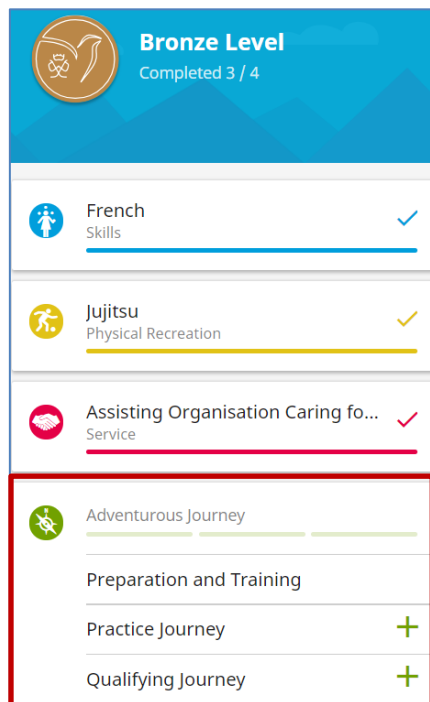 Bronze Level
Completed 3 / 4
French
Skills
Jujitsu
Physical Recreation
Assisting Organisation Caring fo...
Service
Adventurous Journey
Preparation and Training
Practice Journey
Qualifying Journey